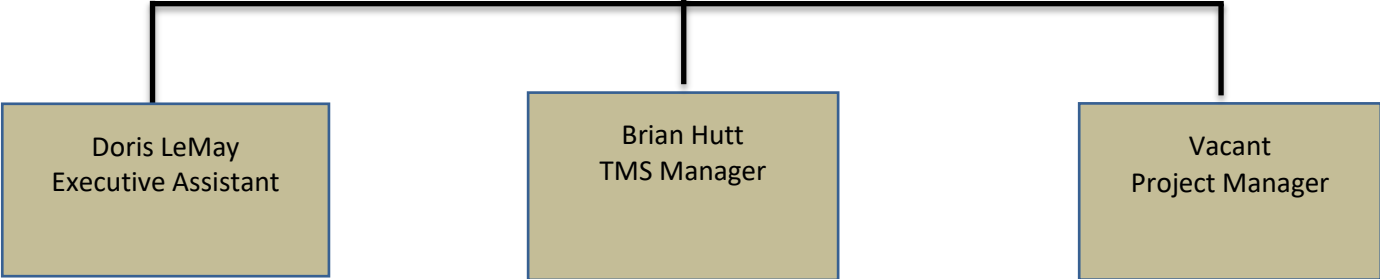 Doris LeMay
Executive Assistant
Brian Hutt
TMS Manager
Vacant
Project Manager